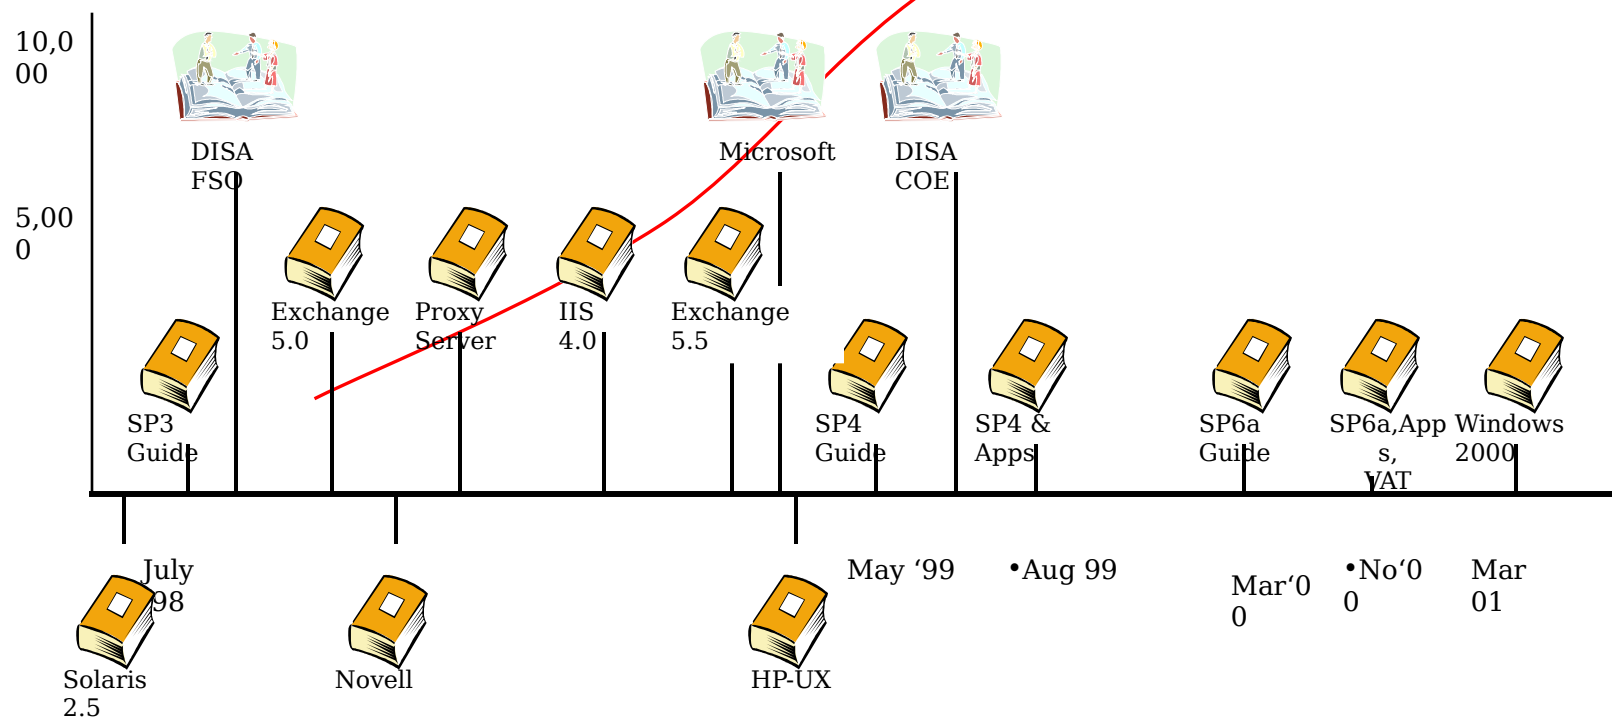 10,0
00
DISA
FSO
Microsoft
DISA
COE
5,00
0
Exchange
5.0
Proxy
Server
IIS
4.0
Exchange
5.5
SP3
Guide
SP4
Guide
SP4 &
Apps
SP6a
Guide
SP6a,App
s,
VAT
Windows
2000
July
98
May ‘99
•Aug 99
Mar‘0
0
•No‘0
0
Mar
01
Solaris
2.5
Novell
HP-UX